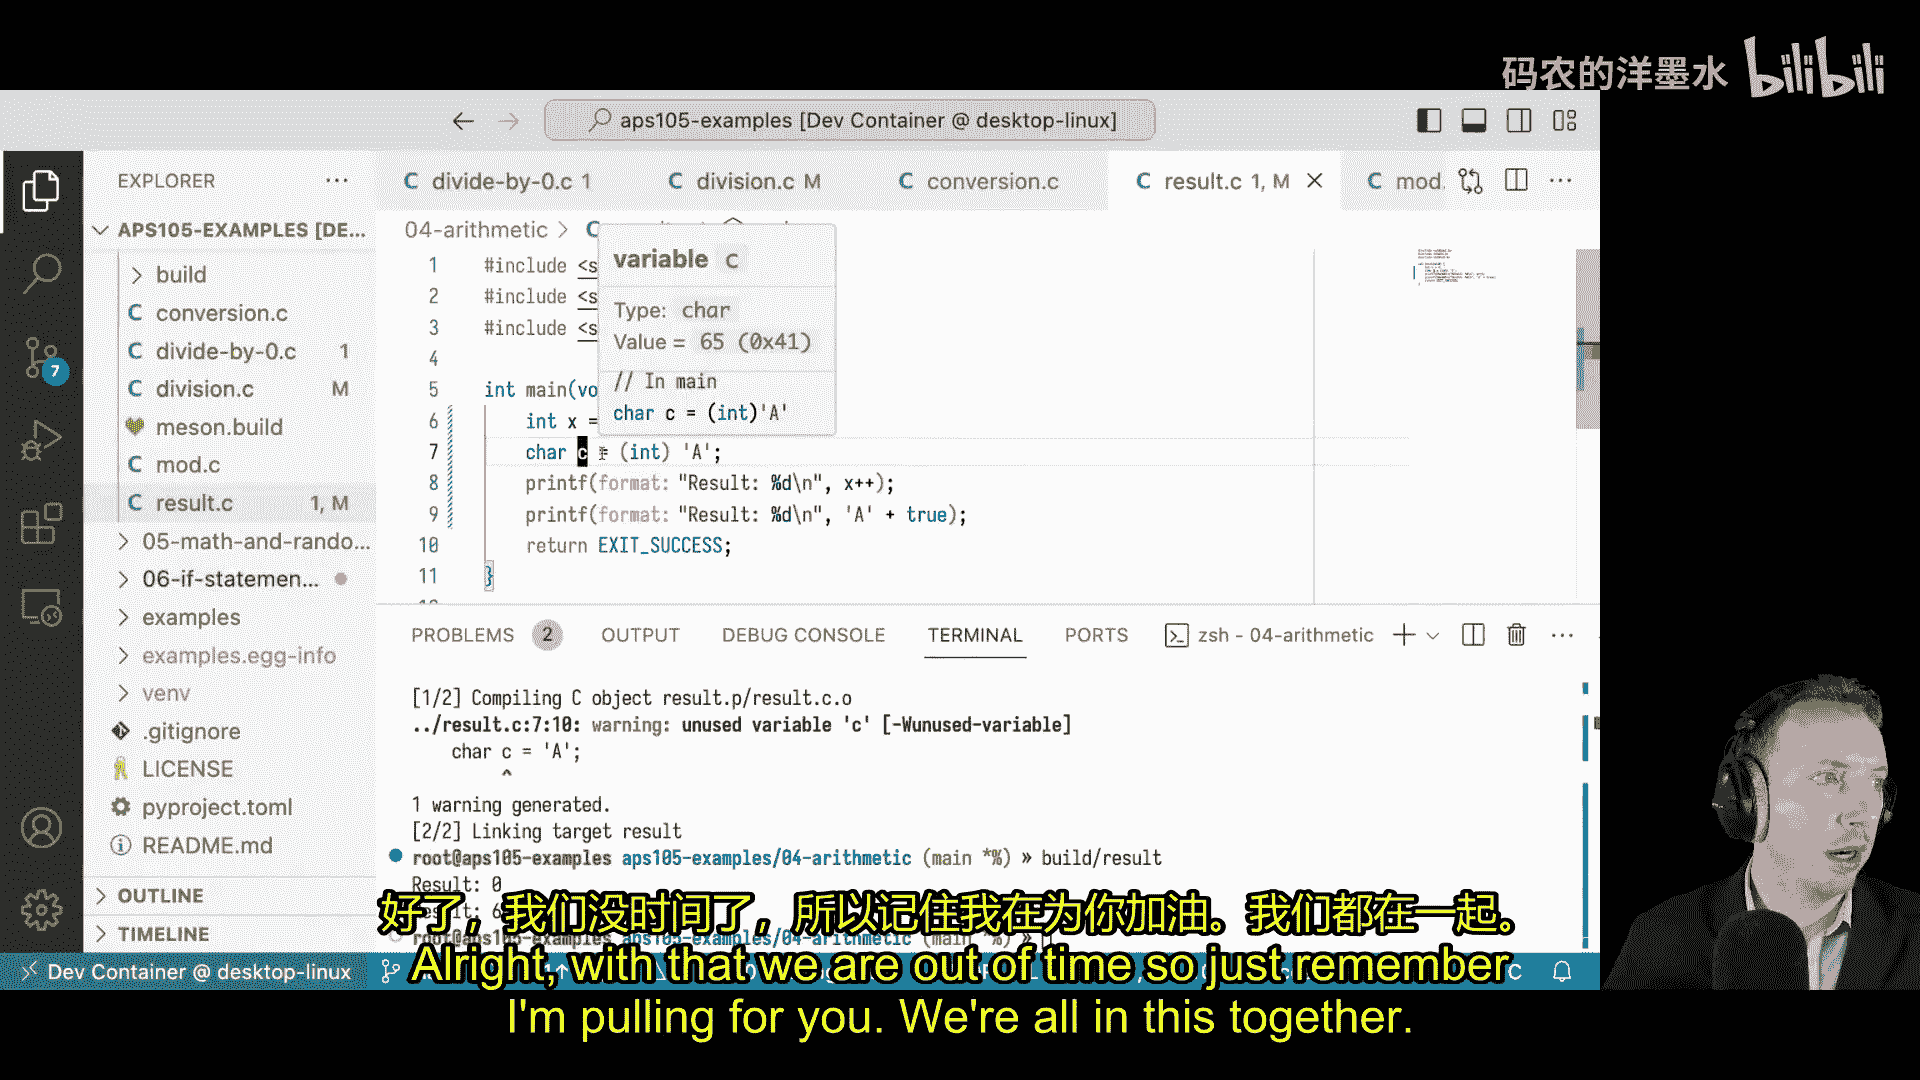 码农的洋墨水 bilibili
aps105-examples [Dev Container @ desktop-linux]
EXPLORER
divide-by-0.c 1
division.c M
conversion.c
result.c 1, M
mod.
APS105-EXAMPLES [DE...
build
conversion.c
divide-by-0.c 1
division.c M
meson.build
mod.c
result.c 1, M
05-math-and-rando...
06-if-statemen...
examples
examples.egg-info
venv
.gitignore
LICENSE
pyproject.toml
README.md
OUTLINE
TIMELINE
04-arithmetic
variable c
Type: char
Value = 65 (0x41)
// In main
char c = (int)'A'
1 #include <s
2 #include <s
3 #include <s
4
5 int main(vo
6 int x =
7 char c = (int) 'A';
8 printf(format: "Result: %d\n", x++);
9 printf(format: "Result: %d\n", 'A' + true);
10 return EXIT_SUCCESS;
11 }
PROBLEMS 2 OUTPUT DEBUG CONSOLE TERMINAL PORTS zsh - 04-arithmetic
[1/2] Compiling C object result.p/result.c.o
../result.c:7:10: warning: unused variable 'c' [-Wunused-variable]
char c = 'A';
^
1 warning generated.
[2/2] Linking target result
root@aps105-examples aps105-examples/04-arithmetic (main *%) » build/result
Result: 0
root@aps105-examples aps105-examples/04-arithmetic (main *%) »
Dev Container @ desktop-linux
好了，我们没时间了，所以记住我在为你加油。我们都在一起。
Alright, with that we are out of time so just remember
I'm pulling for you. We're all in this together.